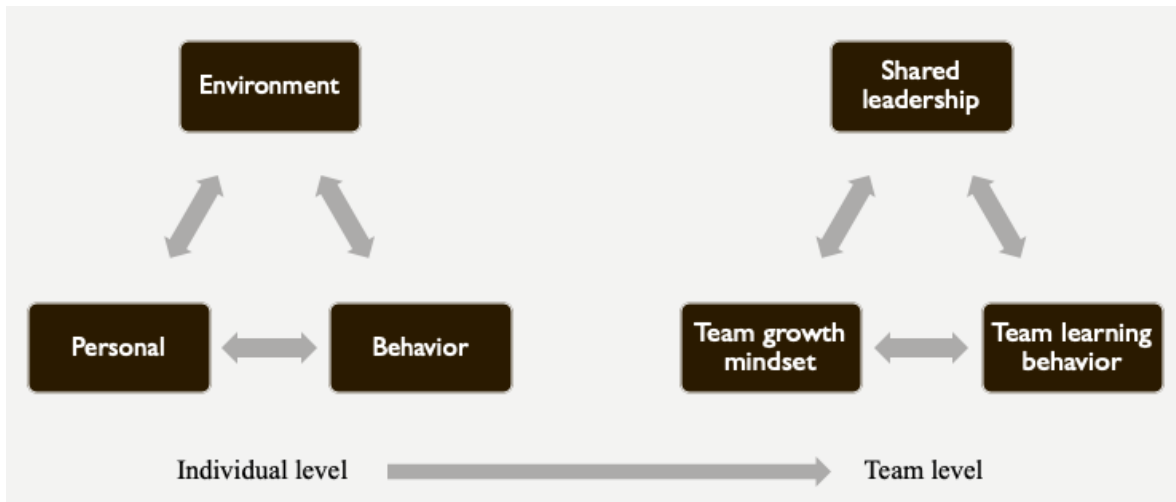 Environment
Shared
leadership
Personal
Behavior
Team growth
mindset
Team learning
behavior
Individual level
Team level